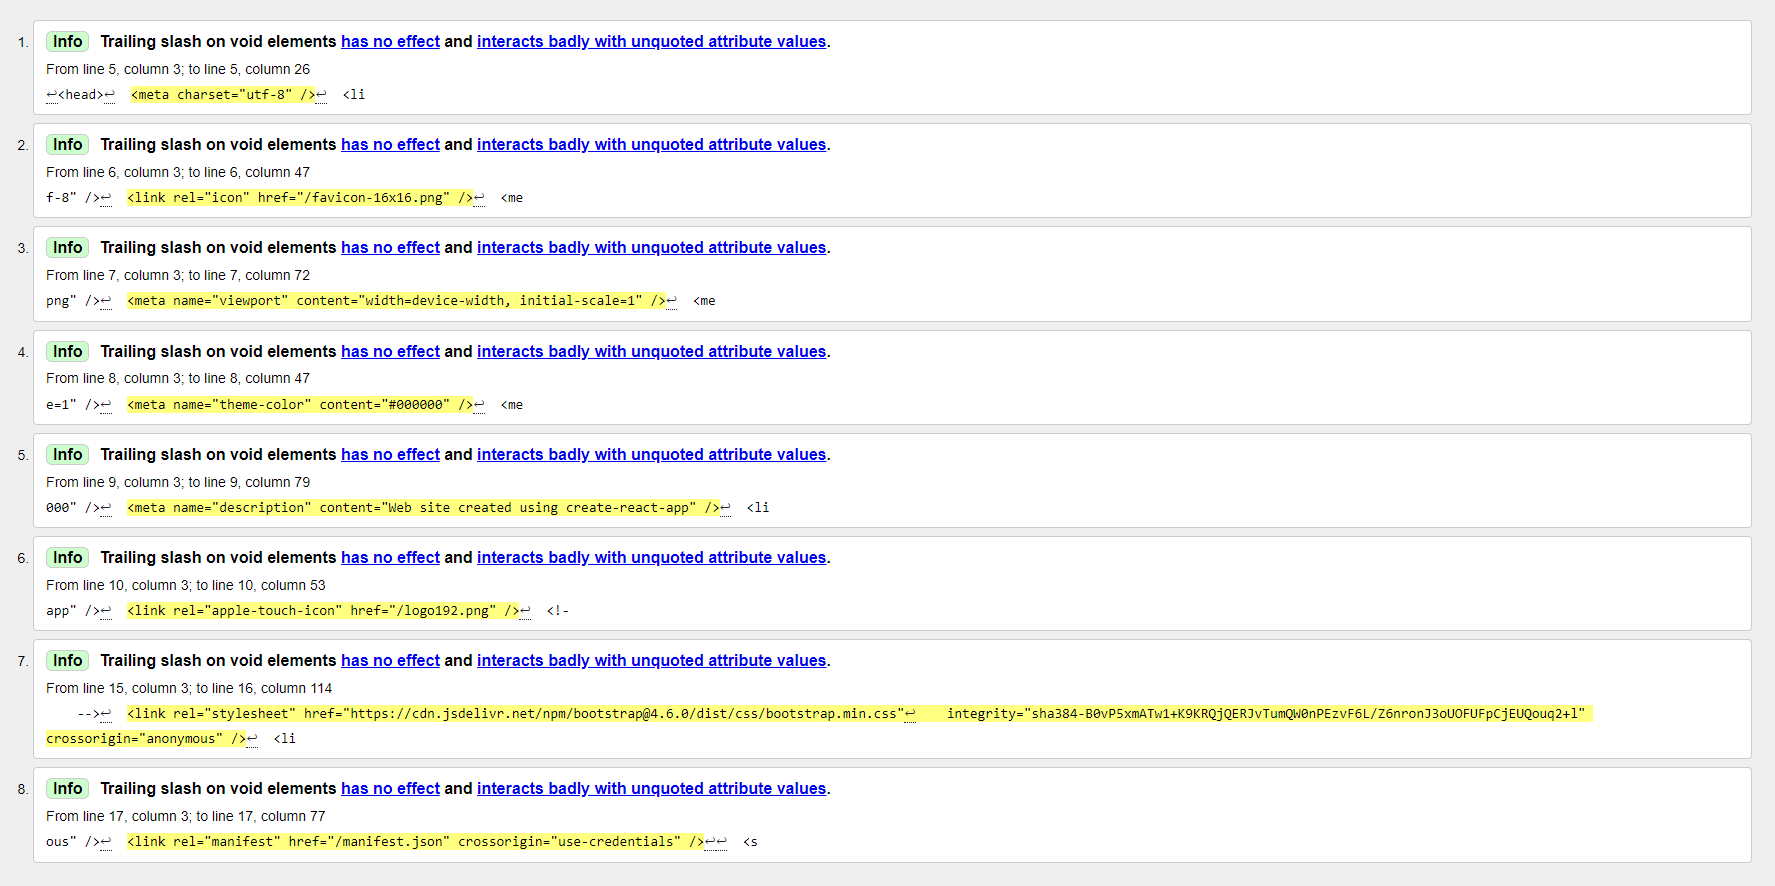 1. Info Trailing slash on void elements has no effect and interacts badly with unquoted attribute values.
From line 5, column 3; to line 5, column 26
↩<head>↩  <meta charset="utf-8" />↩  <li
2. Info Trailing slash on void elements has no effect and interacts badly with unquoted attribute values.
From line 6, column 3; to line 6, column 47
f-8" />↩  <link rel="icon" href="/favicon-16x16.png" />↩  <me
3. Info Trailing slash on void elements has no effect and interacts badly with unquoted attribute values.
From line 7, column 3; to line 7, column 72
png" />↩  <meta name="viewport" content="width=device-width, initial-scale=1" />↩  <me
4. Info Trailing slash on void elements has no effect and interacts badly with unquoted attribute values.
From line 8, column 3; to line 8, column 47
e=1" />↩  <meta name="theme-color" content="#000000" />↩  <me
5. Info Trailing slash on void elements has no effect and interacts badly with unquoted attribute values.
From line 9, column 3; to line 9, column 79
000" />↩  <meta name="description" content="Web site created using create-react-app" />↩  <li
6. Info Trailing slash on void elements has no effect and interacts badly with unquoted attribute values.
From line 10, column 3; to line 10, column 53
app" />↩  <link rel="apple-touch-icon" href="/logo192.png" />↩  <!-
7. Info Trailing slash on void elements has no effect and interacts badly with unquoted attribute values.
From line 15, column 3; to line 16, column 114
-->↩  <link rel="stylesheet" href="https://cdn.jsdelivr.net/npm/bootstrap@4.6.0/dist/css/bootstrap.min.css"↩    integrity="sha384-B0vP5xmATw1+K9KRQjQERJvTumQW0nPEzvF6L/Z6nronJ3oUOFUFpCjEUQouq2+l"
crossorigin="anonymous" />↩  <li
8. Info Trailing slash on void elements has no effect and interacts badly with unquoted attribute values.
From line 17, column 3; to line 17, column 77
ous" />↩  <link rel="manifest" href="/manifest.json" crossorigin="use-credentials" />↩↩  <s